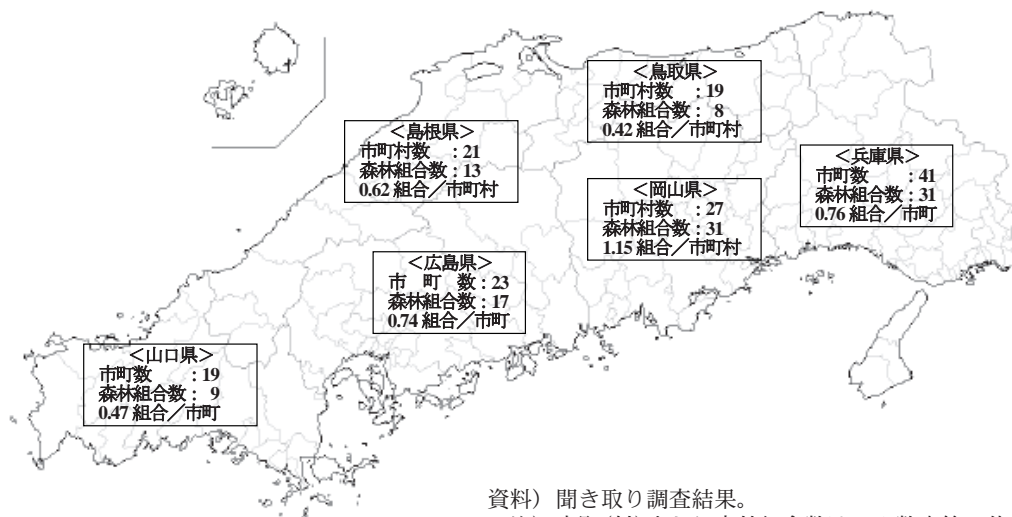 <鳥取県>
市町村数 : 19
森林組合数 : 8
0.42 組合／市町村
<島根県>
市町村数 : 21
森林組合数 : 13
0.62 組合／市町村
<兵庫県>
市町数 : 41
森林組合数 : 31
0.76 組合／市町
<岡山県>
市町村数 : 27
森林組合数 : 31
1.15 組合／市町村
<広島県>
市 町 数 : 23
森林組合数 : 17
0.74 組合／市町
<山口県>
市町数 : 19
森林組合数 : 9
0.47 組合／市町
資料）聞き取り調査結果。